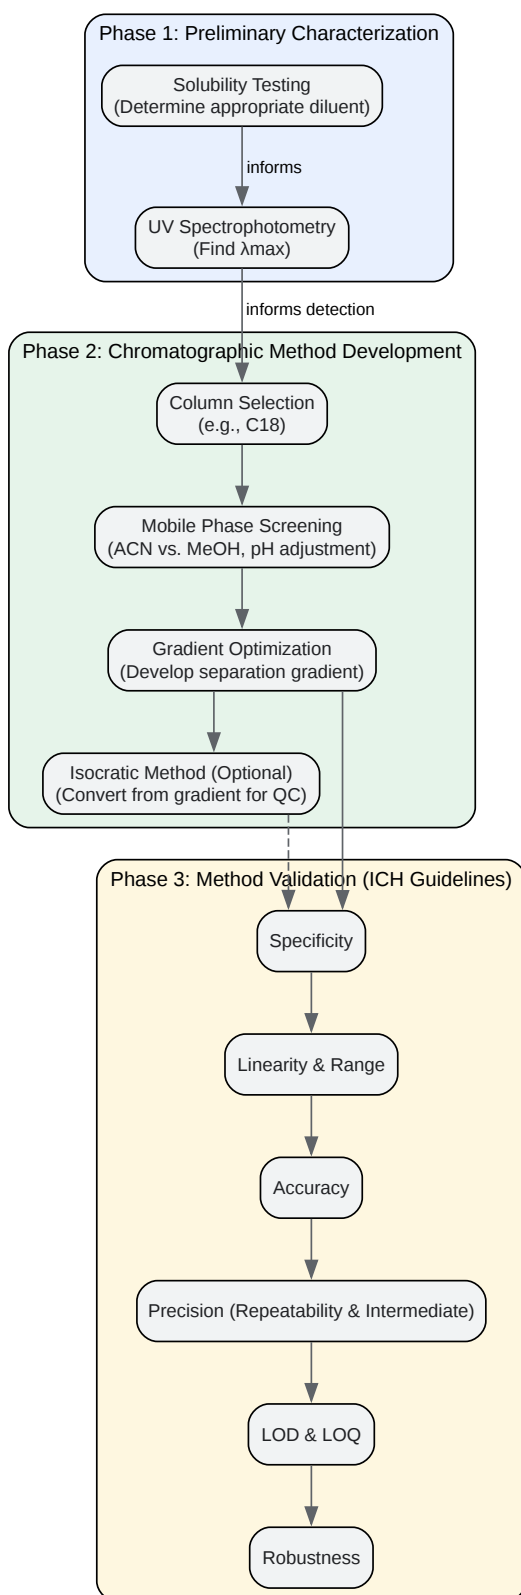 Phase 1: Preliminary Characterization
Solubility Testing
(Determine appropriate diluent)
informs
UV Spectrophotometry
(Find λmax)
informs detection
Phase 2: Chromatographic Method Development
Column Selection
(e.g., C18)
Mobile Phase Screening
(ACN vs. MeOH, pH adjustment)
Gradient Optimization
(Develop separation gradient)
Isocratic Method (Optional)
(Convert from gradient for QC)
Phase 3: Method Validation (ICH Guidelines)
Specificity
Linearity & Range
Accuracy
Precision (Repeatability & Intermediate)
LOD & LOQ
Robustness